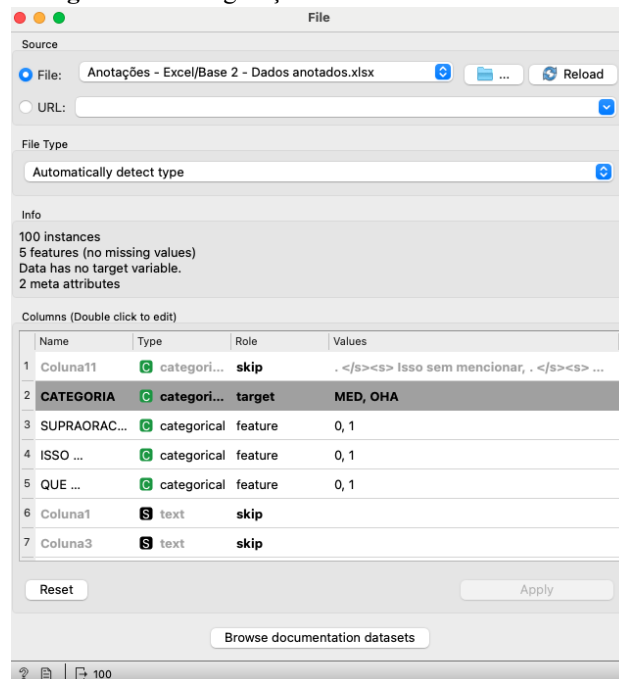 File
Source
File: Anotações - Excel/Base 2 - Dados anotados.xlsx ... Reload
URL:
File Type
Automatically detect type
Info
100 instances
5 features (no missing values)
Data has no target variable.
2 meta attributes
Columns (Double click to edit)
Name Type Role Values
1 Coluna11 C categori... skip . </s><s> Isso sem mencionar, . </s><s> ...
2 CATEGORIA C categori... target MED, OHA
3 SUPRAORAC... C categorical feature 0, 1
4 ISSO ... C categorical feature 0, 1
5 QUE ... C categorical feature 0, 1
6 Coluna1 S text skip
7 Coluna3 S text skip
Reset Apply
Browse documentation datasets
? 100